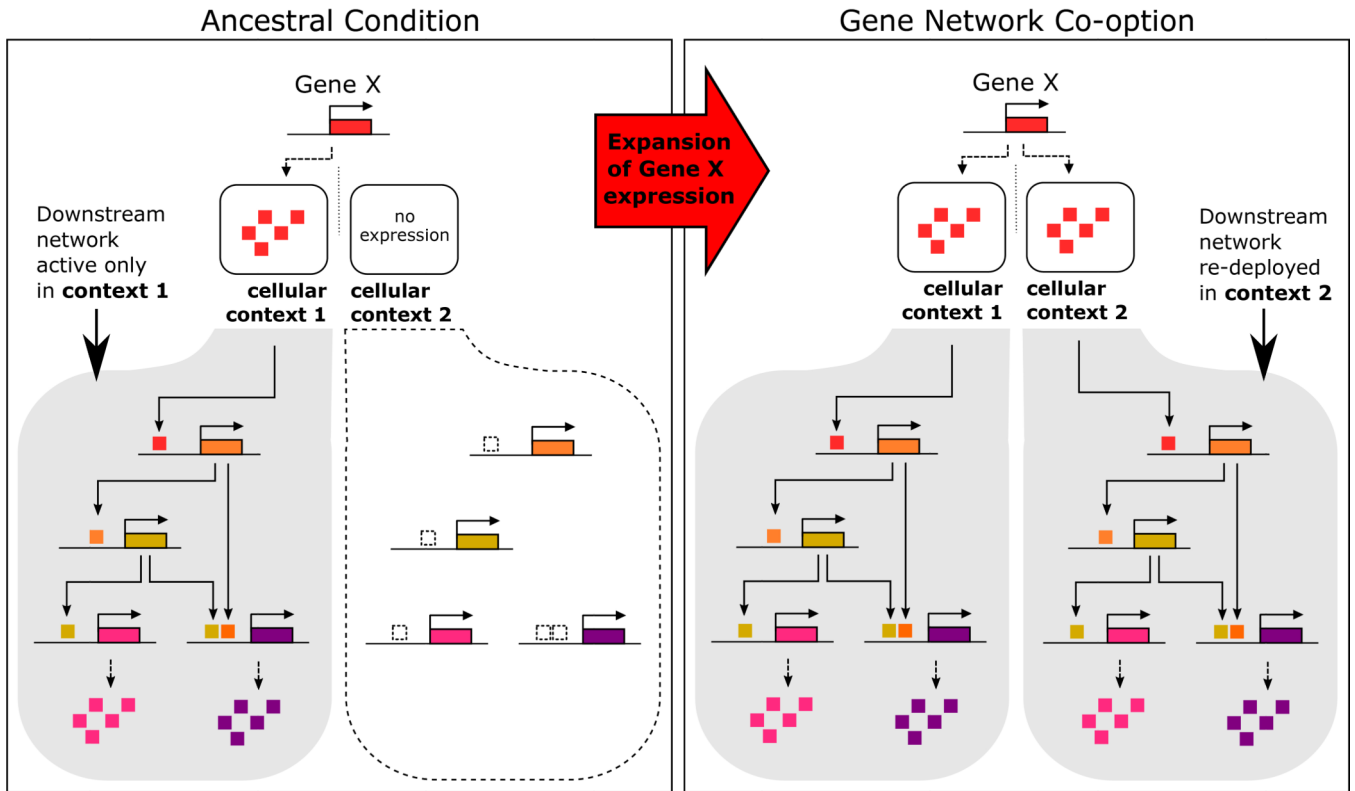 Ancestral Condition
Gene X
Downstream
network
active only
in context 1
no
expression
cellular
context 1
cellular
context 2
Expansion
of Gene X
expression
Gene Network Co-option
Gene X
cellular
context 1
cellular
context 2
Downstream
network
re-deployed
in context 2